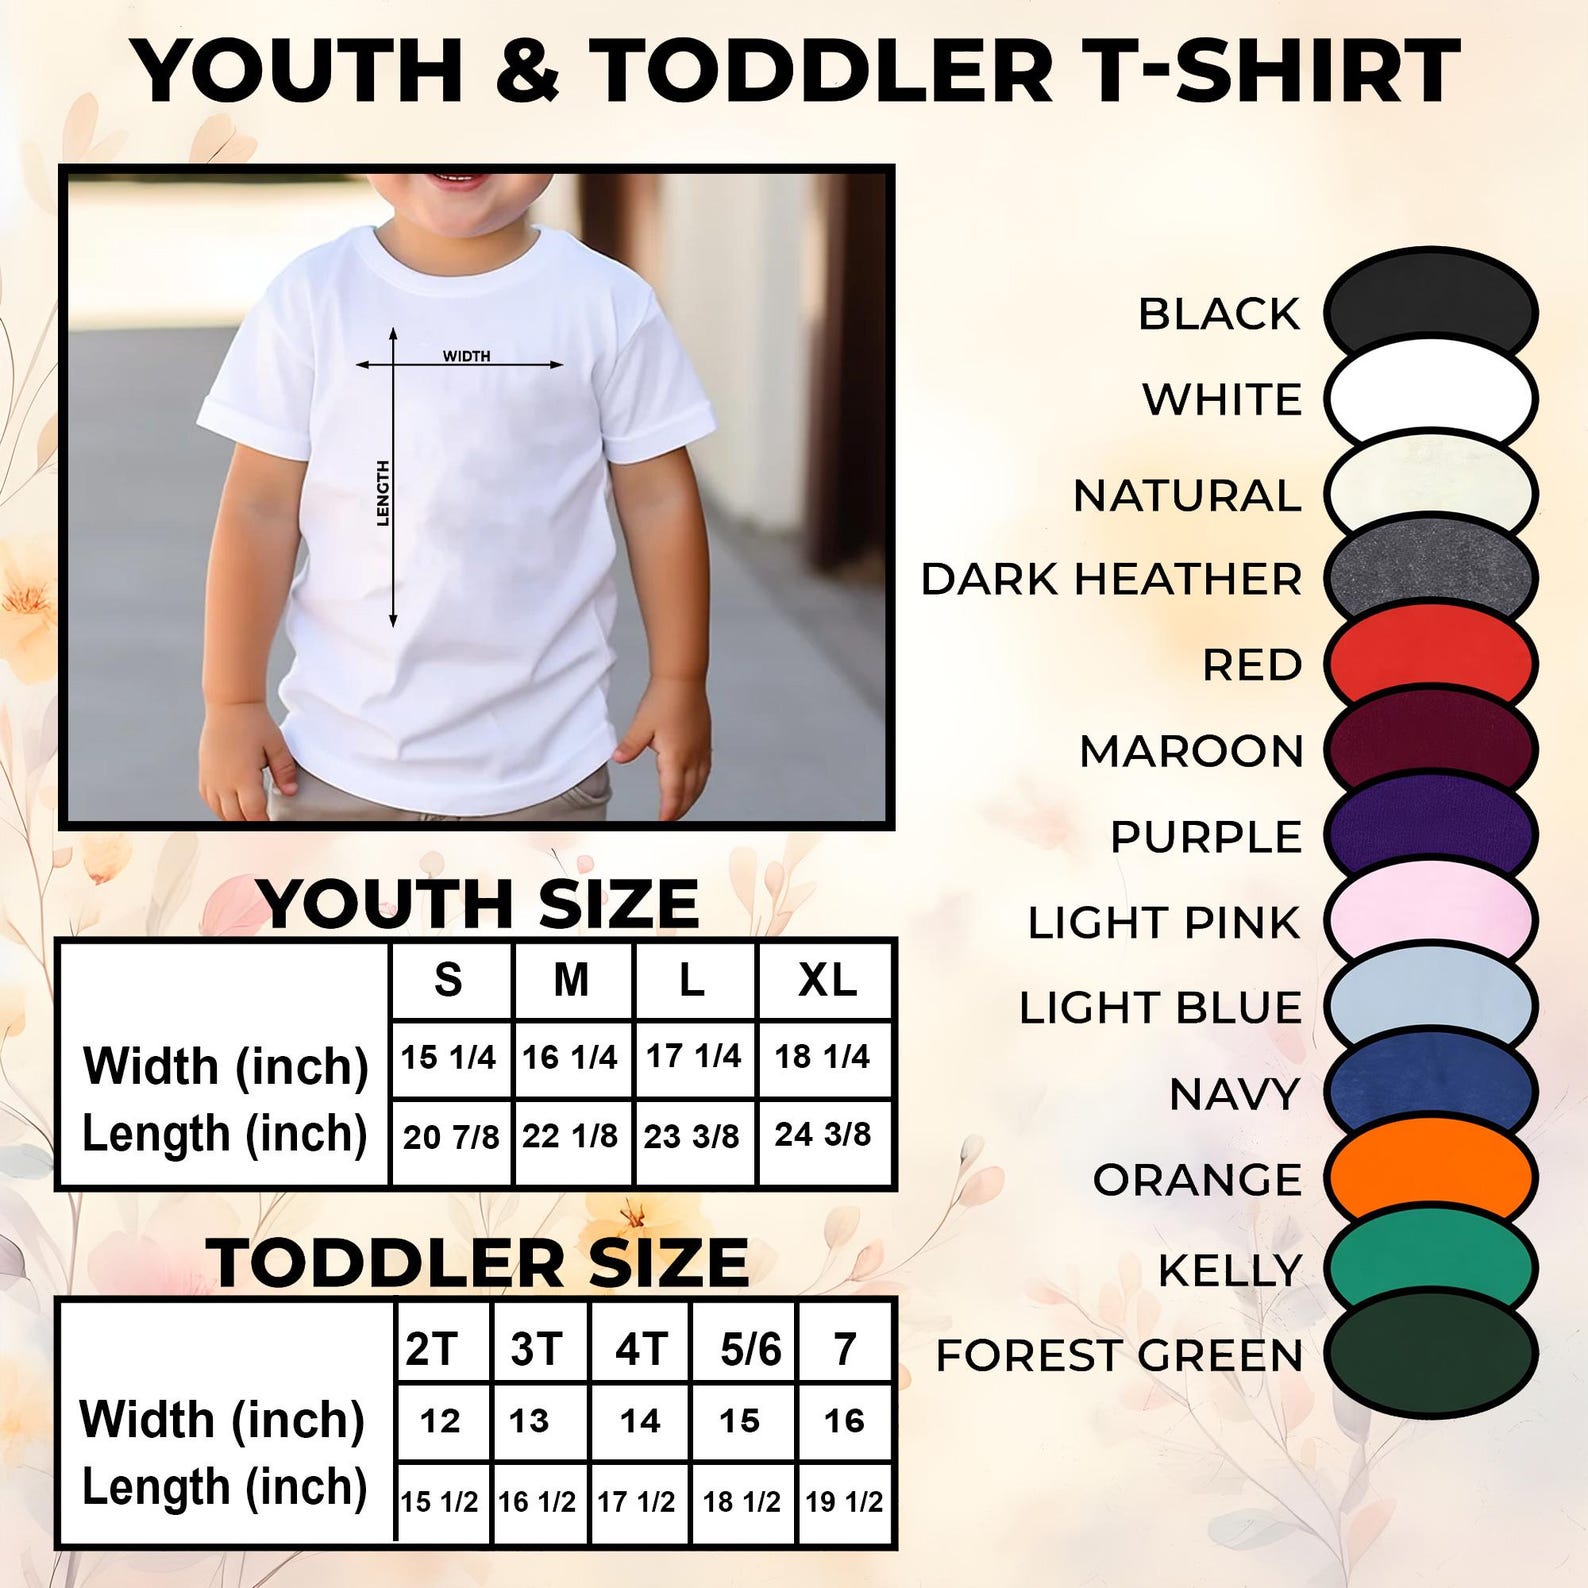 YOUTH & TODDLER T-SHIRT
WIDTH
LENGTH
BLACK
WHITE
NATURAL
DARK HEATHER
RED
MAROON
PURPLE
LIGHT PINK
LIGHT BLUE
NAVY
ORANGE
KELLY
FOREST GREEN
YOUTH SIZE
S M L XL
Width (inch) 15 1/4 16 1/4 17 1/4 18 1/4
Length (inch) 20 7/8 22 1/8 23 3/8 24 3/8
TODDLER SIZE
2T 3T 4T 5/6 7
Width (inch) 12 13 14 15 16
Length (inch) 15 1/2 16 1/2 17 1/2 18 1/2 19 1/2